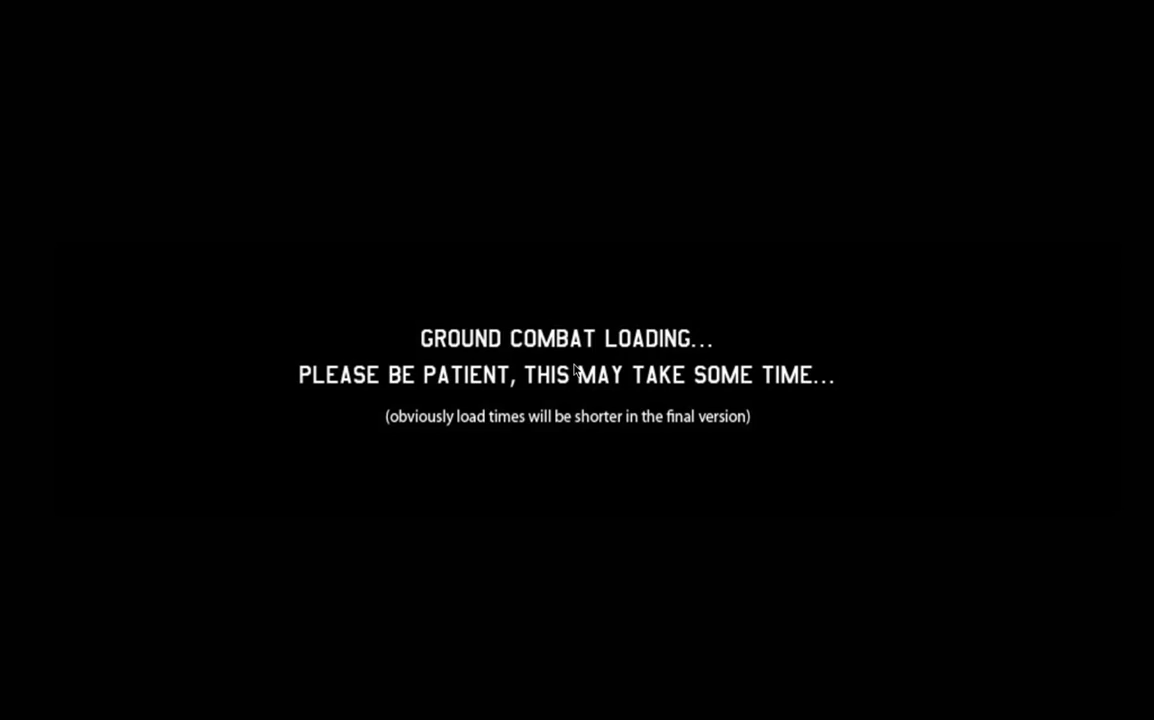 GROUND COMBAT LOADING...
PLEASE BE PATIENT, THIS MAY TAKE SOME TIME...
(obviously load times will be shorter in the final version)